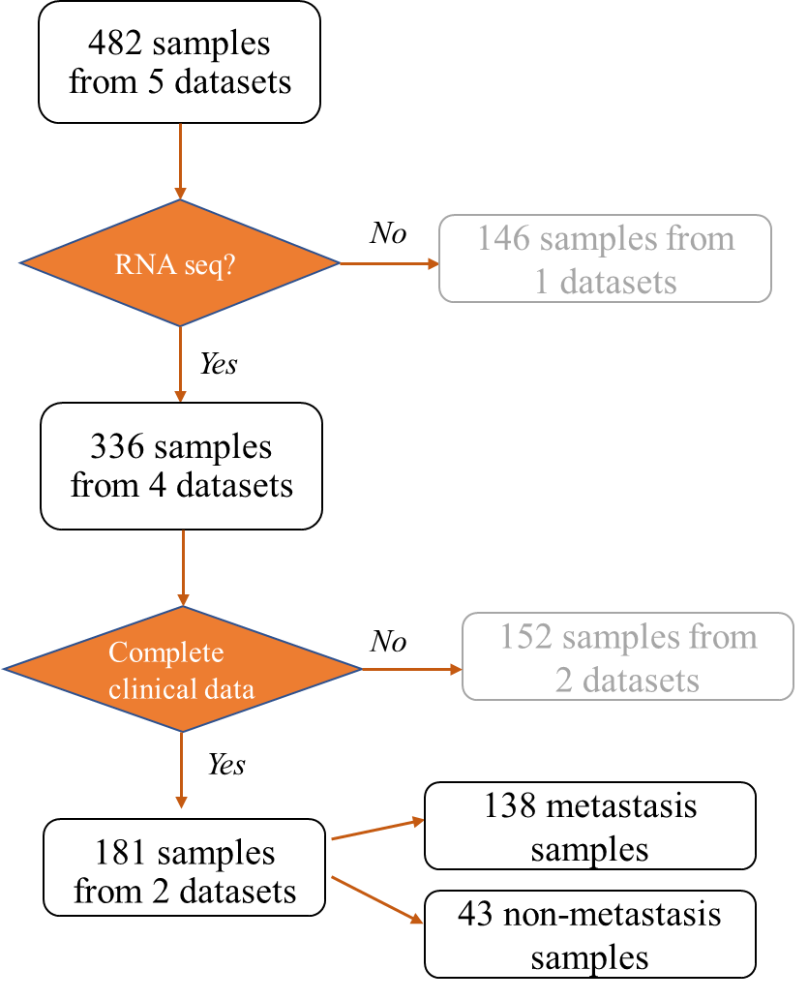 482 samples
from 5 datasets
RNA seq?
No
146 samples from
1 datasets
Yes
336 samples
from 4 datasets
Complete
clinical data
No
152 samples from
2 datasets
Yes
181 samples
from 2 datasets
138 metastasis
samples
43 non-metastasis
samples